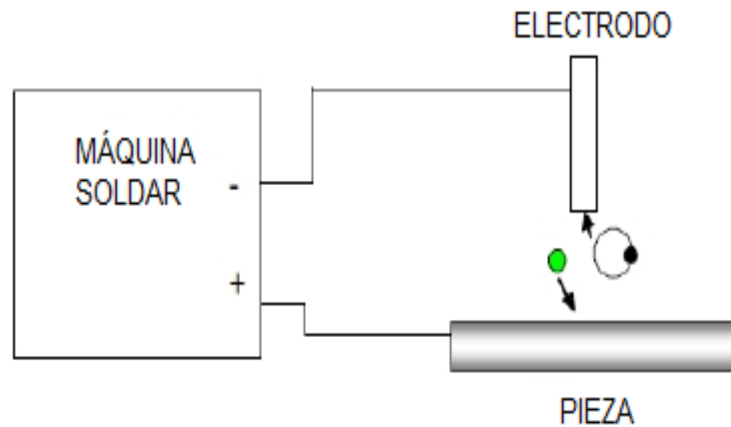 ELECTRODO
MÁQUINA
SOLDAR
-
+
PIEZA